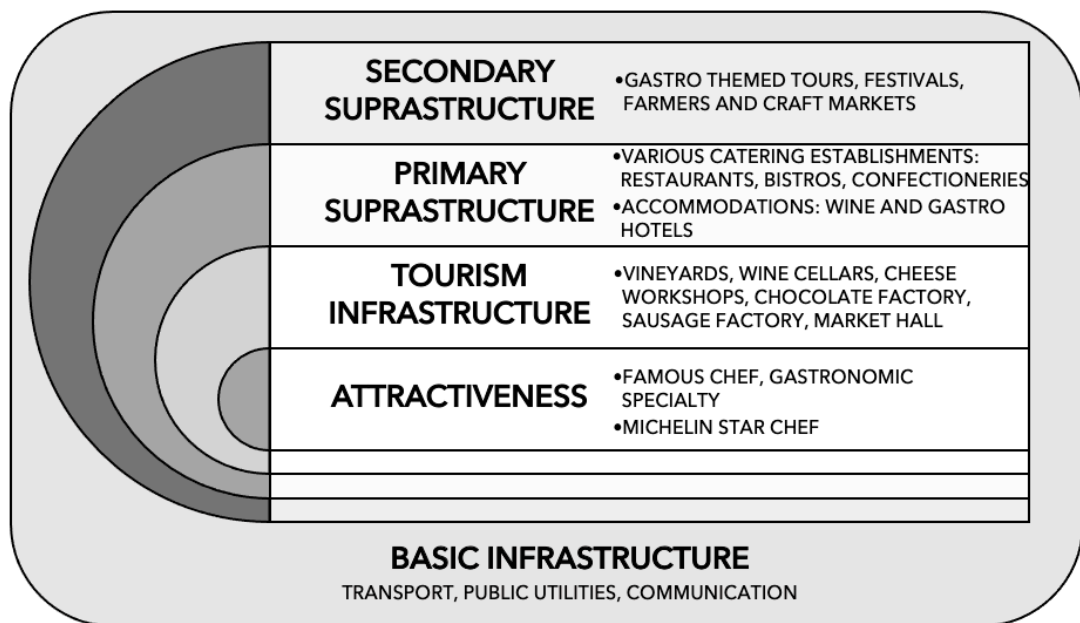 SECONDARY
SUPRASTRUCTURE
•GASTRO THEMED TOURS, FESTIVALS,
FARMERS AND CRAFT MARKETS
PRIMARY
SUPRASTRUCTURE
•VARIOUS CATERING ESTABLISHMENTS:
RESTAURANTS, BISTROS, CONFECTIONERIES
•ACCOMMODATIONS: WINE AND GASTRO
HOTELS
TOURISM
INFRASTRUCTURE
•VINEYARDS, WINE CELLARS, CHEESE
WORKSHOPS, CHOCOLATE FACTORY,
SAUSAGE FACTORY, MARKET HALL
ATTRACTIVENESS
•FAMOUS CHEF, GASTRONOMIC
SPECIALTY
•MICHELIN STAR CHEF
BASIC INFRASTRUCTURE
TRANSPORT, PUBLIC UTILITIES, COMMUNICATION